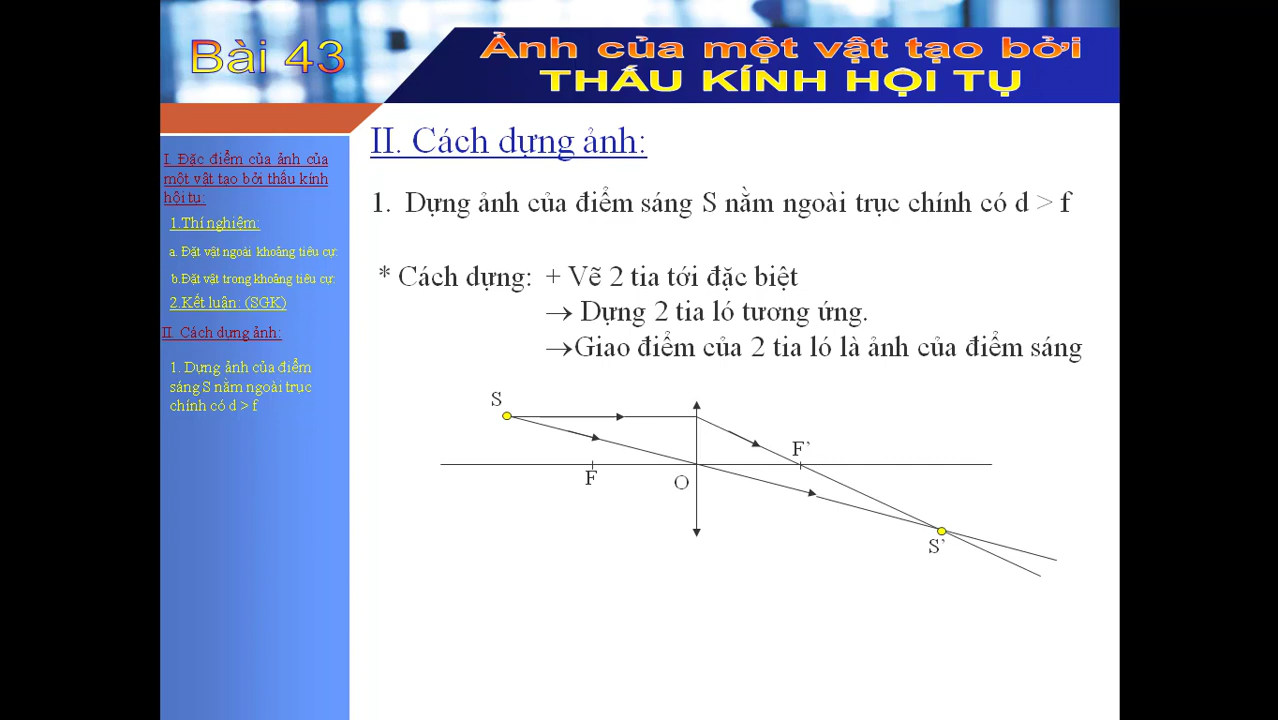 Bài 43
Ảnh của một vật tạo bởi
THẤU KÍNH HỘI TỤ
I. Đặc điểm của ảnh của
một vật tạo bởi thấu kính
hội tụ:
1.Thí nghiệm:
a. Đặt vật ngoài khoảng tiêu cự:
b.Đặt vật trong khoảng tiêu cự:
2.Kết luận: (SGK)
II. Cách dựng ảnh:
1. Dựng ảnh của điểm
sáng S nằm ngoài trục
chính có d > f
II. Cách dựng ảnh:
1. Dựng ảnh của điểm sáng S nằm ngoài trục chính có d > f
* Cách dựng: + Vẽ 2 tia tới đặc biệt
→ Dựng 2 tia ló tương ứng.
→Giao điểm của 2 tia ló là ảnh của điểm sáng
S
F'
F
O
S'